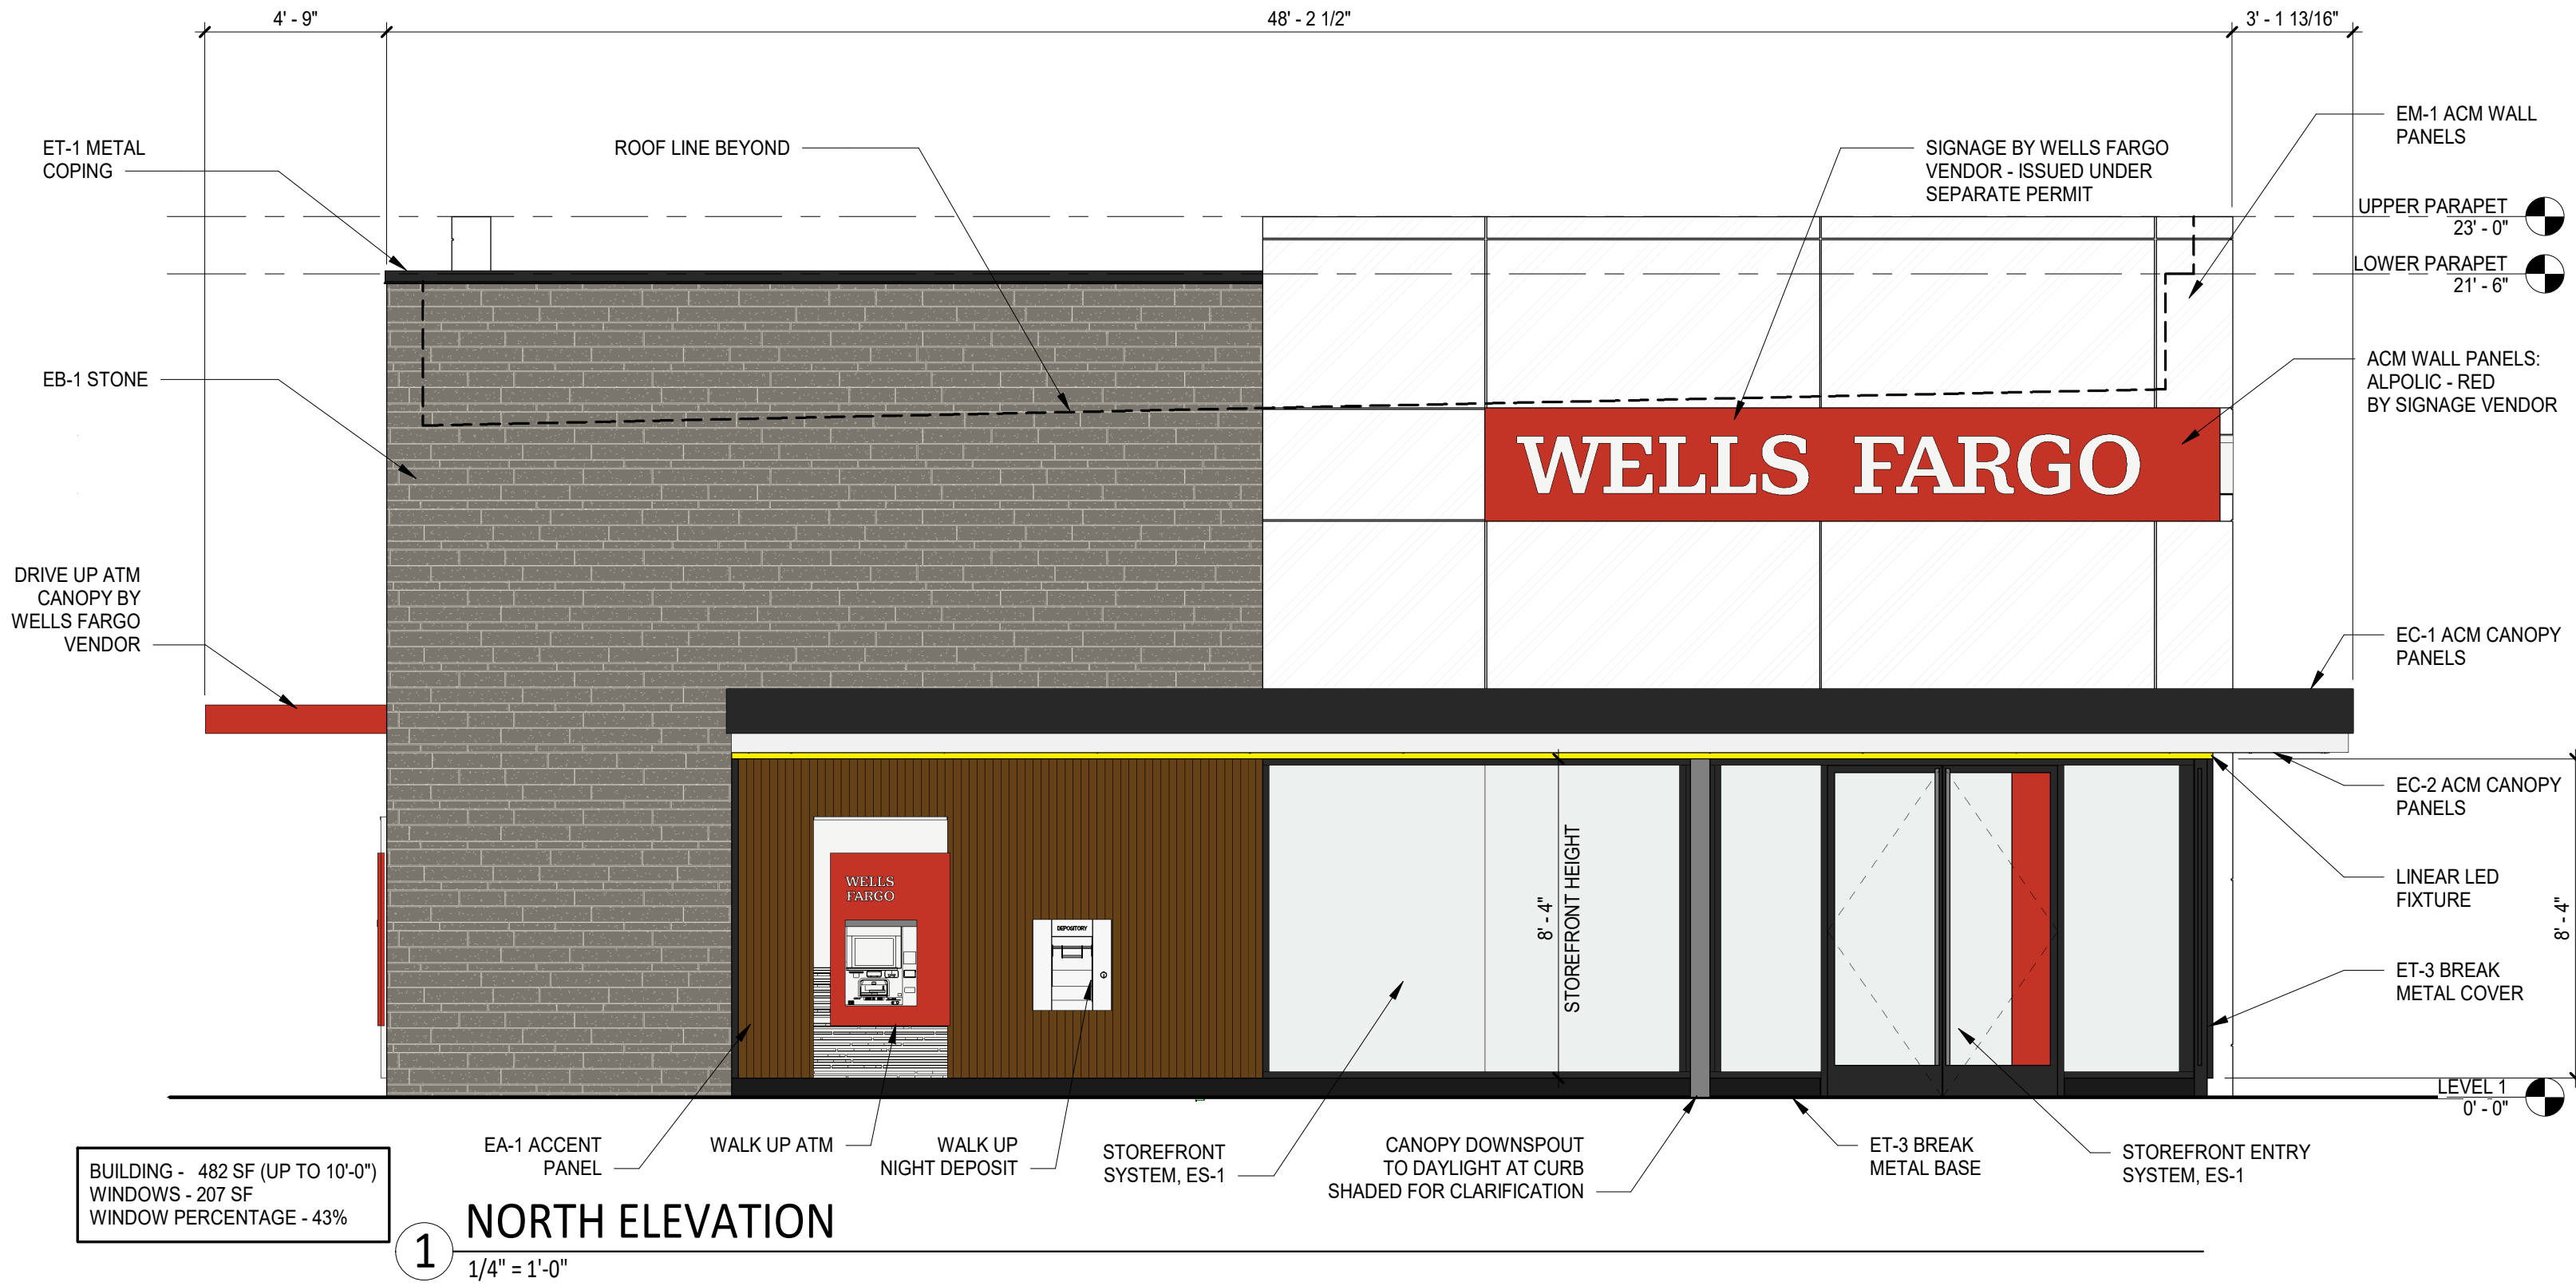 4' - 9"
48' - 2 1/2"
3' - 1 13/16"
ET-1 METAL
COPING
ROOF LINE BEYOND
SIGNAGE BY WELLS FARGO
VENDOR - ISSUED UNDER
SEPARATE PERMIT
EM-1 ACM WALL
PANELS
UPPER PARAPET
23' - 0"
LOWER PARAPET
21' - 6"
EB-1 STONE
ACM WALL PANELS:
ALPOLIC - RED
BY SIGNAGE VENDOR
WELLS FARGO
DRIVE UP ATM
CANOPY BY
WELLS FARGO
VENDOR
EC-1 ACM CANOPY
PANELS
EC-2 ACM CANOPY
PANELS
WELLS
FARGO
DEPOSITORY
8' - 4"
STOREFRONT HEIGHT
LINEAR LED
FIXTURE
8' - 4"
ET-3 BREAK
METAL COVER
LEVEL 1
0' - 0"
EA-1 ACCENT
PANEL
WALK UP ATM
WALK UP
NIGHT DEPOSIT
STOREFRONT
SYSTEM, ES-1
CANOPY DOWNSPOUT
TO DAYLIGHT AT CURB
SHADED FOR CLARIFICATION
ET-3 BREAK
METAL BASE
STOREFRONT ENTRY
SYSTEM, ES-1
BUILDING - 482 SF (UP TO 10'-0")
WINDOWS - 207 SF
WINDOW PERCENTAGE - 43%
1
NORTH ELEVATION
1/4" = 1'-0"